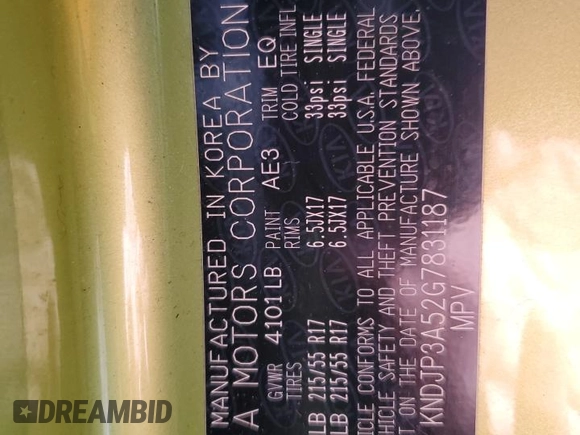 MANUFACTURED IN KOREA BY
A MOTORS CORPORATION
GVWR 4101LB PAINT AE3 TRIM EQ
TIRES RIMS COLD TIRE INFL
LB 215/55 R17 6.5JX17 33psi SINGLE
LB 215/55 R17 6.5JX17 33psi SINGLE
ICLE CONFORMS TO ALL APPLICABLE U.S.A. FEDERAL
HICLE SAFETY AND THEFT PREVENTION STANDARDS
T ON THE DATE OF MANUFACTURE SHOWN ABOVE.
KNDJP3A52G7831187
MPV
DREAMBID